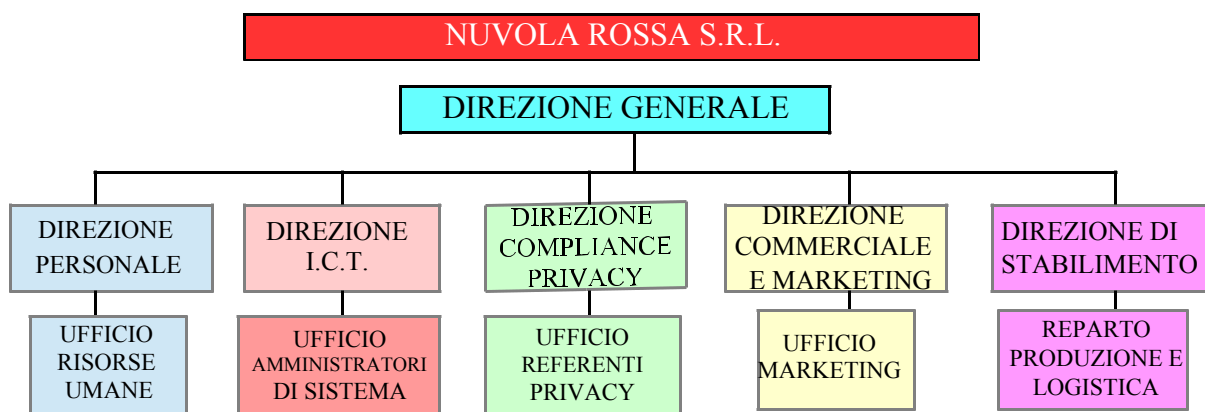 NUVOLA ROSSA S.R.L.
DIREZIONE GENERALE
DIREZIONE
PERSONALE
DIREZIONE
I.C.T.
DIREZIONE
COMPLIANCE
PRIVACY
DIREZIONE
COMMERCIALE
E MARKETING
DIREZIONE DI
STABILIMENTO
UFFICIO
RISORSE
UMANE
UFFICIO
AMMINISTRATORI
DI SISTEMA
UFFICIO
REFERENTI
PRIVACY
UFFICIO
MARKETING
REPARTO
PRODUZIONE E
LOGISTICA